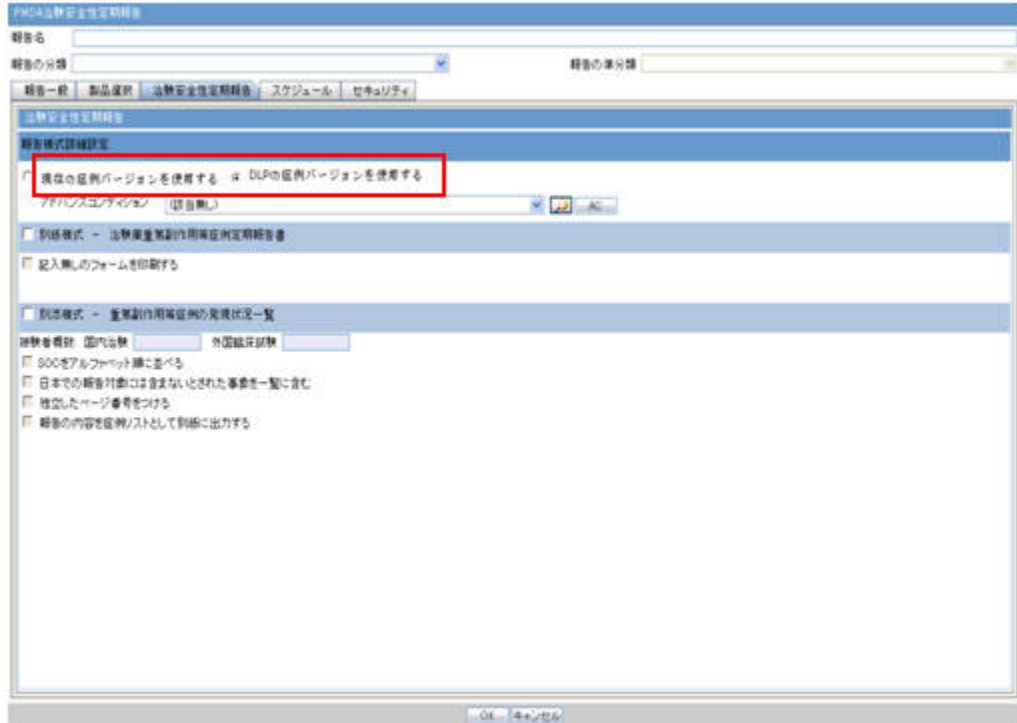 PMDA治験安全性定期報告
報告名
報告の分類 報告の準分類
報告一般 製品選択 治験安全性定期報告 スケジュール セキュリティ
治験安全性定期報告
報告様式詳細設定
現在の症例バージョンを使用する DLPの症例バージョンを使用する
アドバンスコンディション (該当無し) AC
別紙様式 - 治験薬重篤副作用等症例定期報告書
記入無しのフォームを印刷する
別添様式 - 重篤副作用等症例の発現状況一覧
被験者概数 国内治験 外国臨床試験
SOCをアルファベット順に並べる
日本での報告対象には含まないとされた事象を一覧に含む
独立したページ番号をつける
報告の内容を症例リストとして別紙に出力する
OK キャンセル